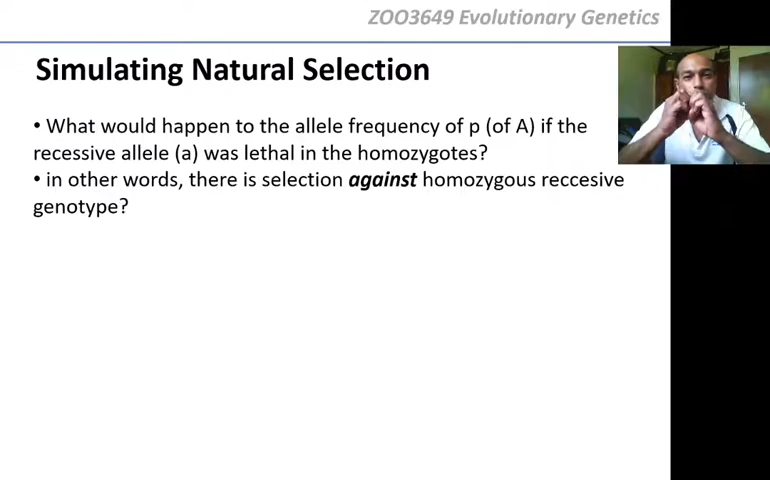 ZOO3649 Evolutionary Genetics
Simulating Natural Selection
• What would happen to the allele frequency of p (of A) if the
recessive allele (a) was lethal in the homozygotes?
• in other words, there is selection against homozygous reccesive
genotype?